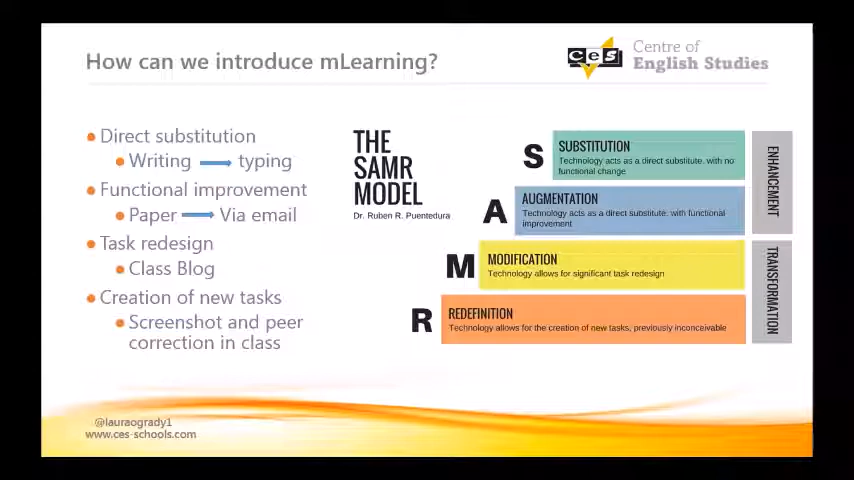 How can we introduce mLearning?
ces
Centre of
English Studies
Direct substitution
Writing typing
Functional improvement
Paper Via email
Task redesign
Class Blog
Creation of new tasks
Screenshot and peer
correction in class
THE
SAMR
MODEL
Dr. Ruben R. Puentedura
S
SUBSTITUTION
Technology acts as a direct substitute, with no
functional change
A
AUGMENTATION
Technology acts as a direct substitute, with functional
improvement
M
MODIFICATION
Technology allows for significant task redesign
R
REDEFINITION
Technology allows for the creation of new tasks, previously inconceivable
ENHANCEMENT
TRANSFORMATION
@lauraogrady1
www.ces-schools.com